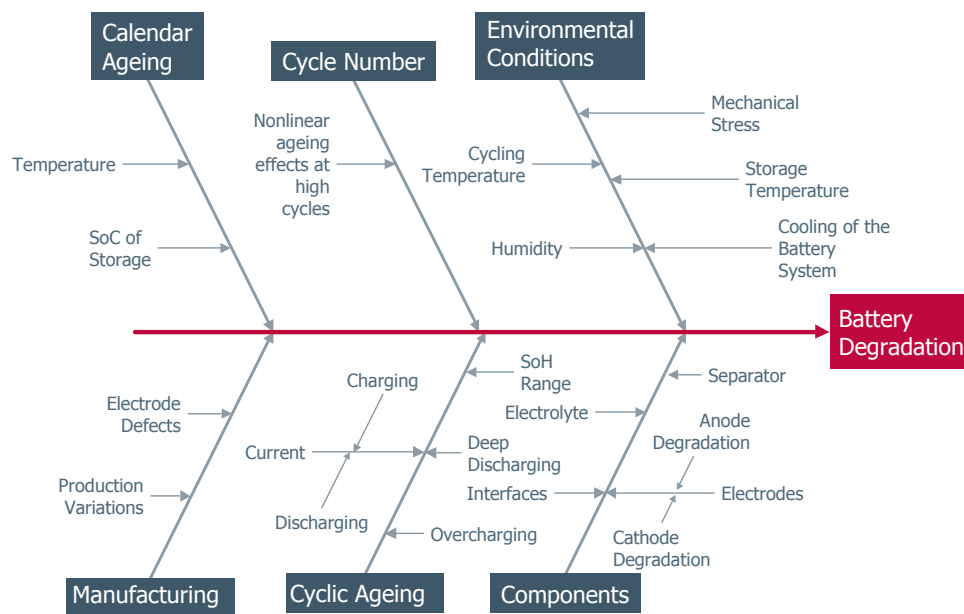 Calendar
Ageing
Cycle Number
Environmental
Conditions
Temperature
SoC of
Storage
Nonlinear
ageing
effects at
high
cycles
Mechanical
Stress
Cycling
Temperature
Storage
Temperature
Humidity
Cooling of the
Battery
System
Battery
Degradation
Electrode
Defects
Production
Variations
Charging
Current
Discharging
SoH
Range
Deep
Discharging
Overcharging
Separator
Electrolyte
Anode
Degradation
Interfaces
Electrodes
Cathode
Degradation
Manufacturing
Cyclic Ageing
Components